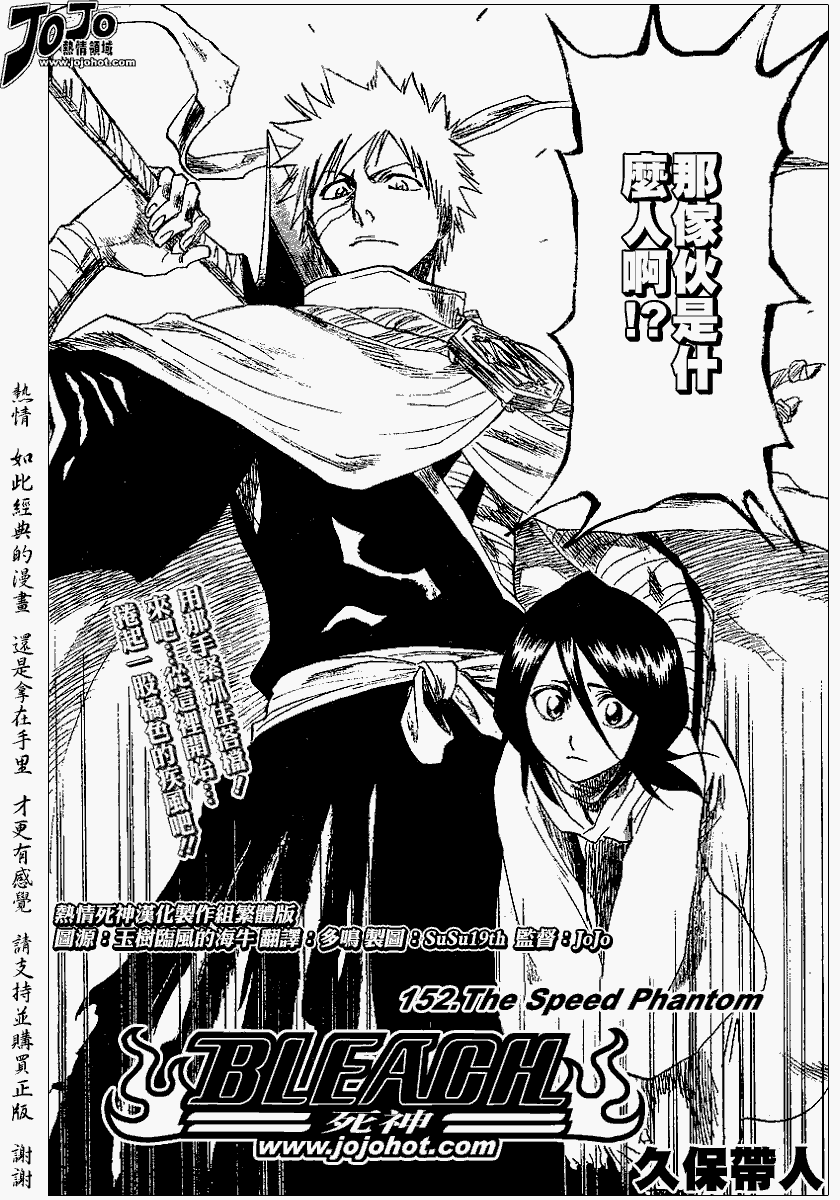 JoJo
熱情領域
www.jojohot.com
那傢伙是什
麼人啊!?
用那手緊抓住搭檔!
來吧…從這裡開始…
捲起一股橘色的疾風吧!!
熱情 如此經典的漫畫 還是拿在手里 才更有感覺 請支持並購買正版 謝謝
熱情死神漢化製作組繁體版
圖源：玉樹臨風的海牛 翻譯：多鳴 製圖：SuSu19th 監督：JoJo
152.The Speed Phantom
BLEACH
死神
www.jojohot.com
久保帶人